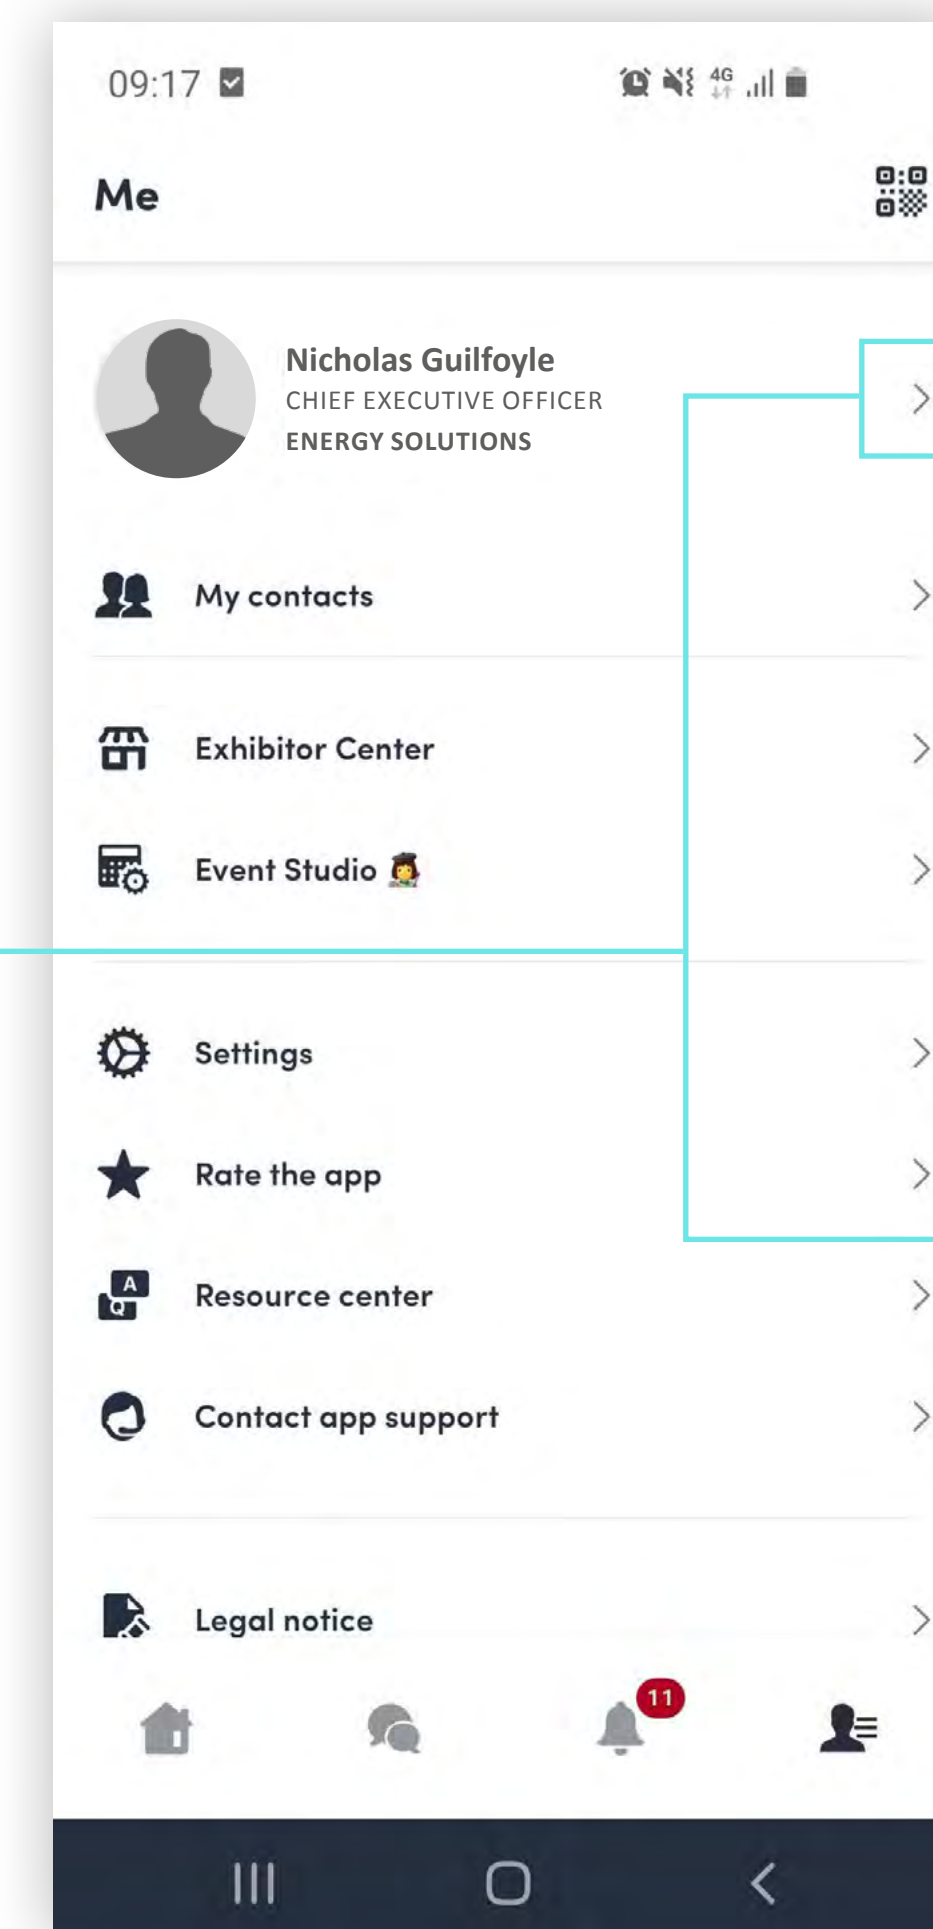 09:17
4G
Me
Nicholas Guilfoyle
CHIEF EXECUTIVE OFFICER
ENERGY SOLUTIONS
My contacts
Exhibitor Center
Event Studio
Settings
Rate the app
A
Q
Resource center
Contact app support
Legal notice
11